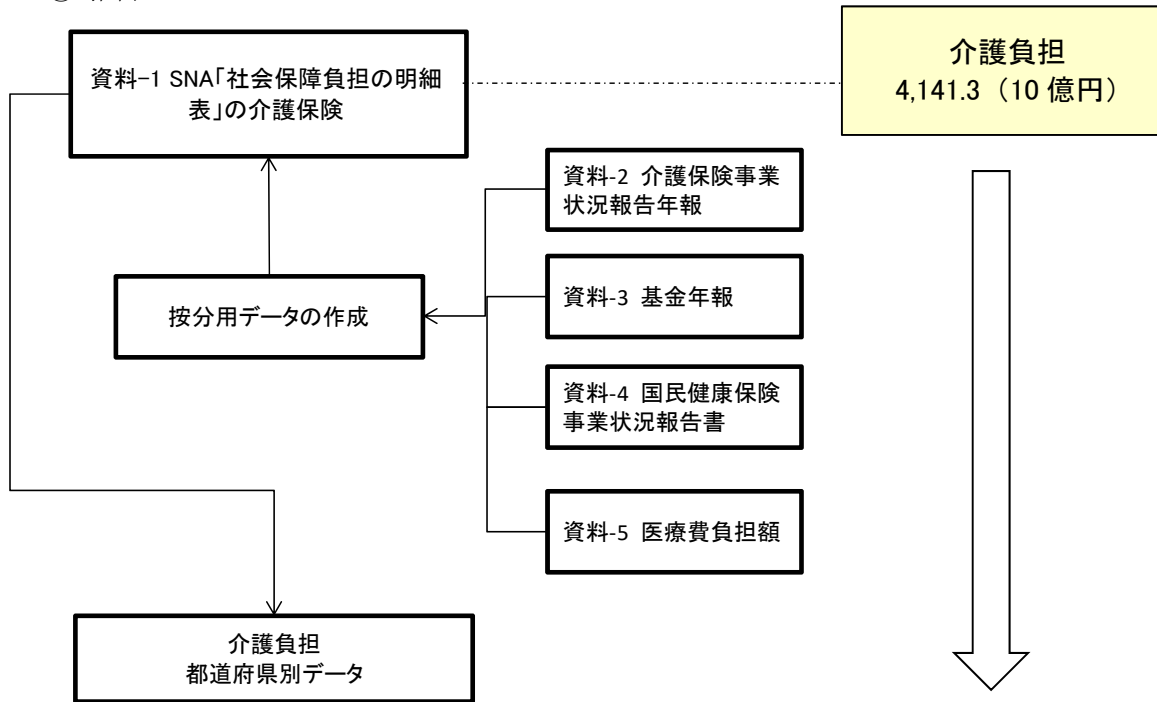 資料-1 SNA「社会保障負担の明細
表」の介護保険
介護負担
4,141.3（10 億円）
資料-2 介護保険事業
状況報告年報
按分用データの作成
資料-3 基金年報
資料-4 国民健康保険
事業状況報告書
資料-5 医療費負担額
介護負担
都道府県別データ